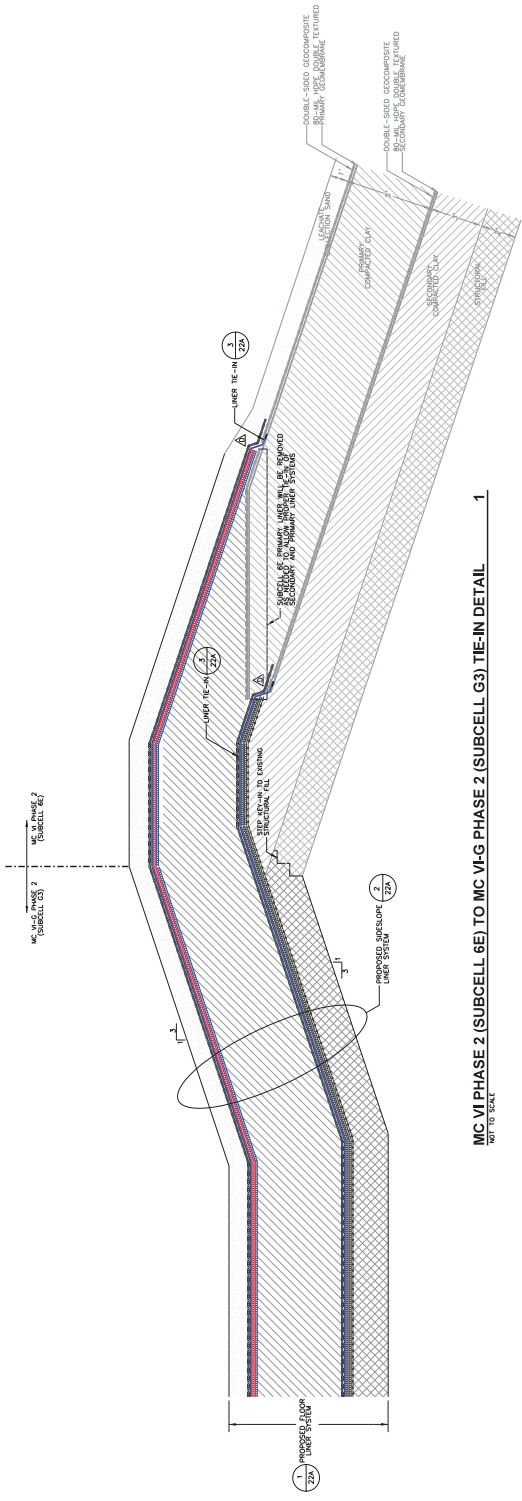 MC VI-G PHASE 2
(SUBCELL G3)
MC VI PHASE 2
(SUBCELL 6E)
1
22A
PROPOSED FLOOR
LINER SYSTEM
1
3
PROPOSED SIDESLOPE
LINER SYSTEM
2
22A
3
1
STEP KEY-IN TO EXISTING
STRUCTURAL FILL
LINER TIE-IN
3
22A
LINER TIE-IN
3
22A
SUBCELL 6E PRIMARY LINER WILL BE REMOVED
AS NEEDED TO ALLOW PROPER TIE-IN OF
SECONDARY AND PRIMARY LINER SYSTEMS
LEACHATE
COLLECTION SAND
1'
PRIMARY
COMPACTED CLAY
5'
SECONDARY
COMPACTED CLAY
3'
STRUCTURAL
FILL
2'
DOUBLE-SIDED GEOCOMPOSITE
80-MIL HDPE DOUBLE TEXTURED
PRIMARY GEOMEMBRANE
DOUBLE-SIDED GEOCOMPOSITE
80-MIL HDPE DOUBLE TEXTURED
SECONDARY GEOMEMBRANE
MC VI PHASE 2 (SUBCELL 6E) TO MC VI-G PHASE 2 (SUBCELL G3) TIE-IN DETAIL 1
NOT TO SCALE